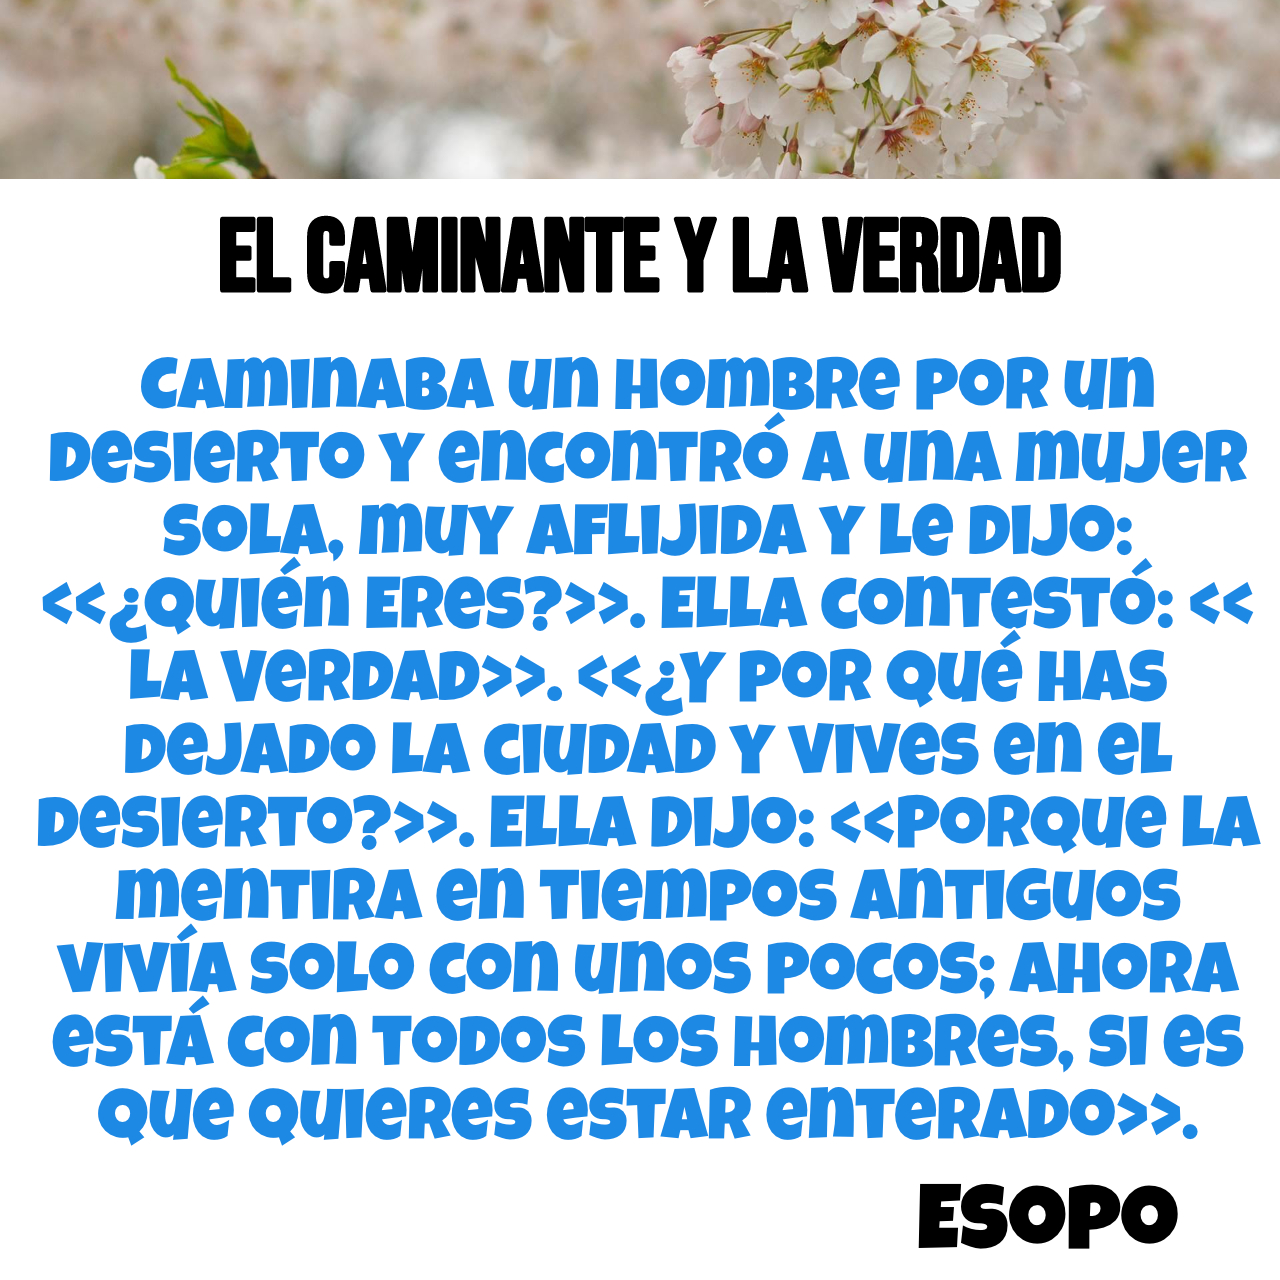 EL CAMINANTE Y LA VERDAD
Caminaba un hombre por un
desierto y encontró a una mujer
sola, muy aflijida y le dijo:
<<¿Quién Eres?>>. Ella contestó: <<
La verdad>>. <<¿Y por qué has
dejado la ciudad y vives en el
desierto?>>. Ella dijo: <<Porque la
mentira en tiempos antiguos
vivía solo con unos pocos; ahora
está con todos los hombres, si es
que quieres estar enterado>>.
ESOPO